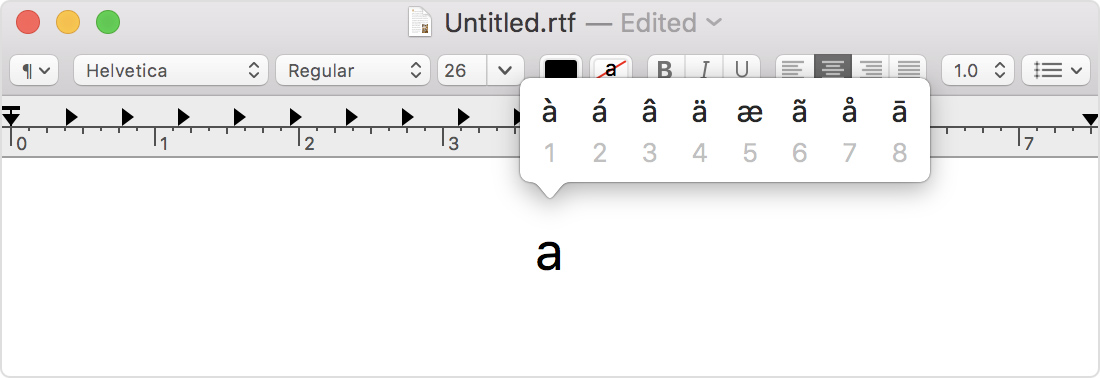 Untitled.rtf — Edited
¶ Helvetica Regular 26 a B I U 1.0
à á â ä æ ã å ā
1 2 3 4 5 6 7 8
0 1 2 3 7
a